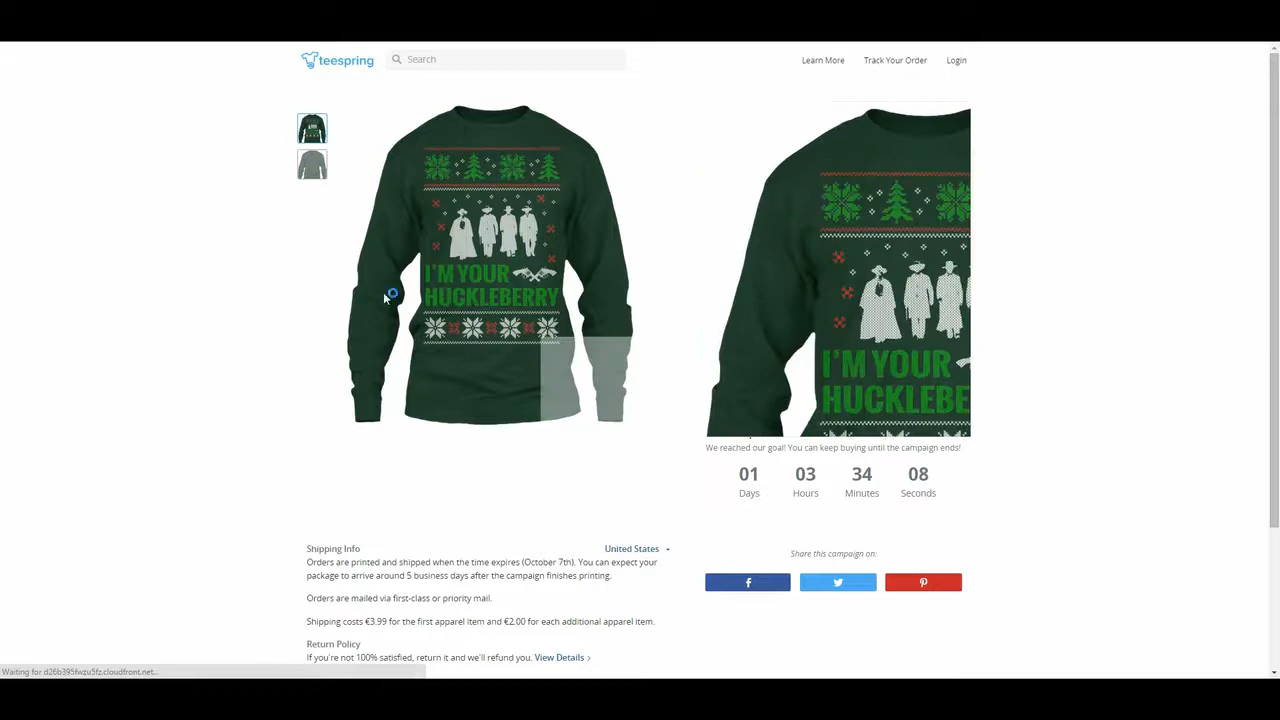 teespring
Search
Learn More
Track Your Order
Login
I'M YOUR
HUCKLEBERRY
I'M YOUR
HUCKLEBE
We reached our goal! You can keep buying until the campaign ends!
01 03 34 08
Days Hours Minutes Seconds
Shipping Info
United States
Orders are printed and shipped when the time expires (October 7th). You can expect your
package to arrive around 5 business days after the campaign finishes printing.
Orders are mailed via first-class or priority mail.
Shipping costs €3.99 for the first apparel item and €2.00 for each additional apparel item.
Return Policy
If you're not 100% satisfied, return it and we'll refund you. View Details >
Share this campaign on:
Waiting for d26b395fwzu5fz.cloudfront.net...